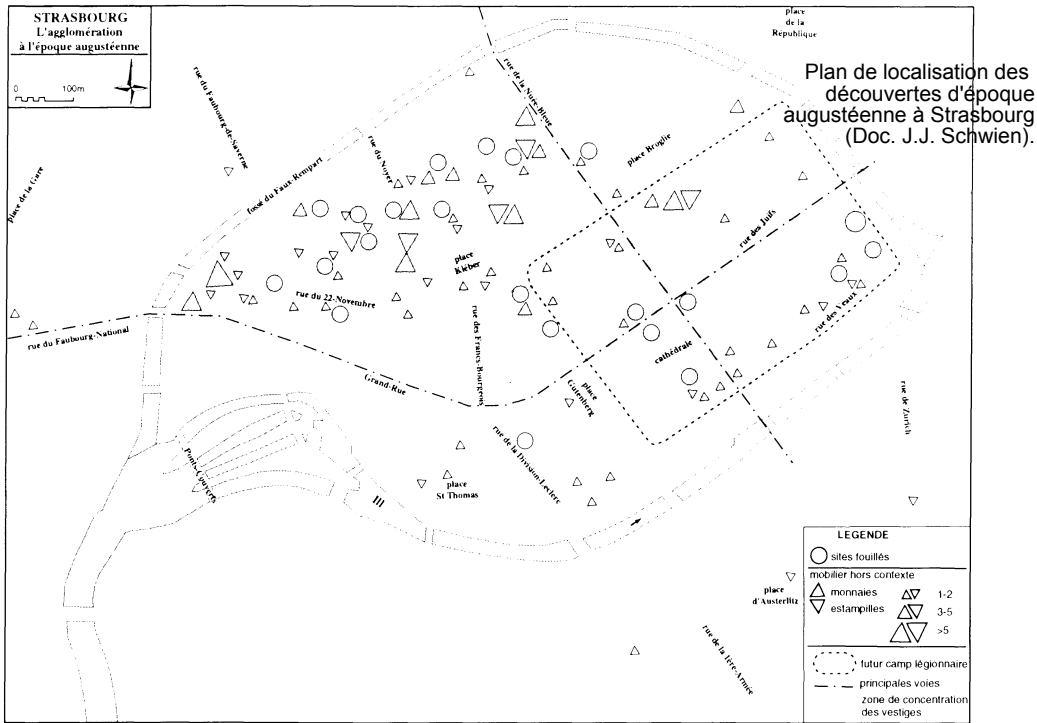 STRASBOURG
L'agglomération
à l'époque augustéenne
0 100m
place
de la
République
Plan de localisation des
découvertes d'époque
augustéenne à Strasbourg
(Doc. J.J. Schwien).
rue du Faubourg-de-Saverne
place de la Gare
fossé du Faux-Rempart
rue du Noyer
rue de la Nuée-Bleue
place Broglie
rue des Juifs
place
Kléber
rue du 22-Novembre
rue du Faubourg-National
rue des Francs-Bourgeois
Grand-Rue
cathédrale
rue des Veaux
place
Gutenberg
rue de la Division-Leclerc
place
St Thomas
Ponts-Couverts
Ill
rue de Zurich
place
d'Austerlitz
rue de la 1ère-Armée
LEGENDE
sites fouillés
mobilier hors contexte
monnaies 1-2
estampilles 3-5
>5
futur camp légionnaire
principales voies
zone de concentration
des vestiges